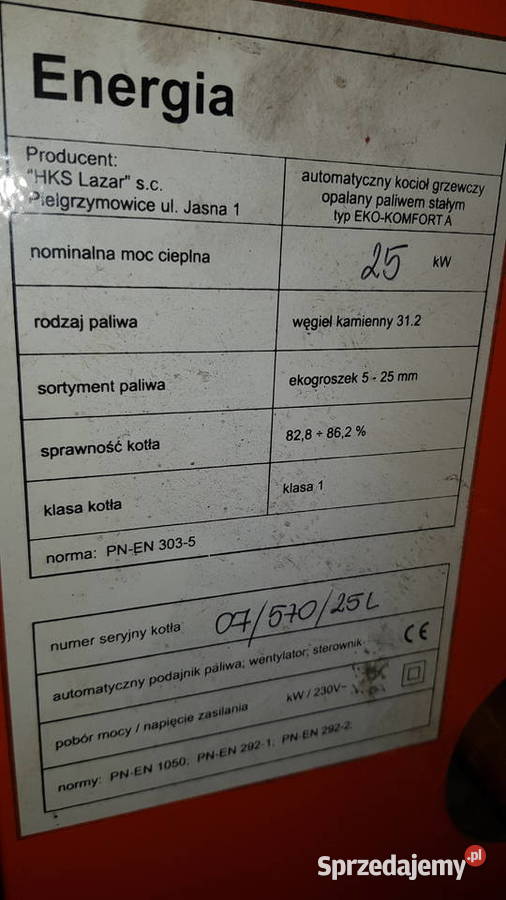 Energia
Producent:
"HKS Lazar" s.c.
Pielgrzymowice ul. Jasna 1
automatyczny kocioł grzewczy
opalany paliwem stałym
typ EKO-KOMFORT A
nominalna moc cieplna 25 kW
rodzaj paliwa węgiel kamienny 31.2
sortyment paliwa ekogroszek 5 - 25 mm
sprawność kotła 82,8 ÷ 86,2 %
klasa kotła klasa 1
norma: PN-EN 303-5
numer seryjny kotła 07/570/25L
automatyczny podajnik paliwa; wentylator; sterownik CE
pobór mocy / napięcie zasilania kW / 230V~
normy: PN-EN 1050; PN-EN 292-1; PN-EN 292-2
Sprzedajemy.pl